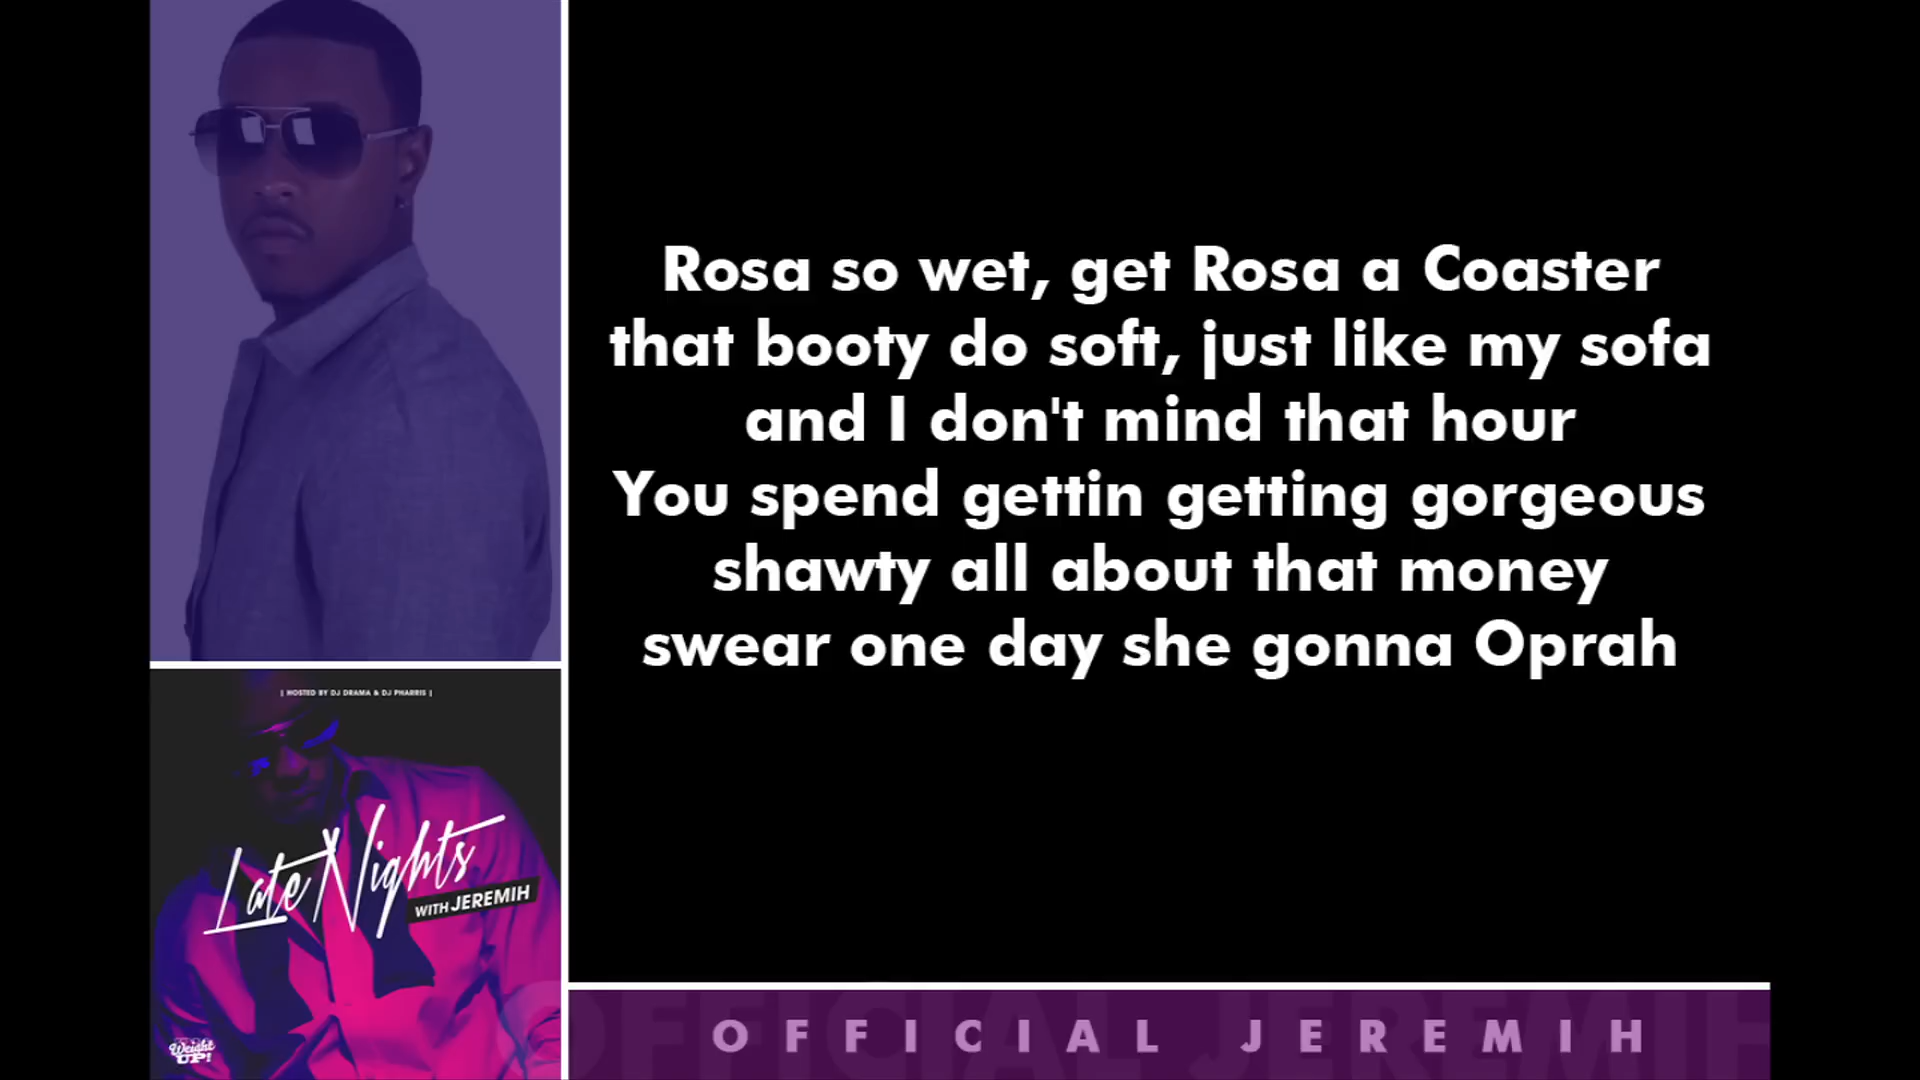 Rosa so wet, get Rosa a Coaster
that booty do soft, just like my sofa
and I don't mind that hour
You spend gettin getting gorgeous
shawty all about that money
swear one day she gonna Oprah
| HOSTED BY DJ DRAMA & DJ PHARRIS |
Late Nights
WITH JEREMIH
Weight
UP!
OFFICIAL JEREMIH